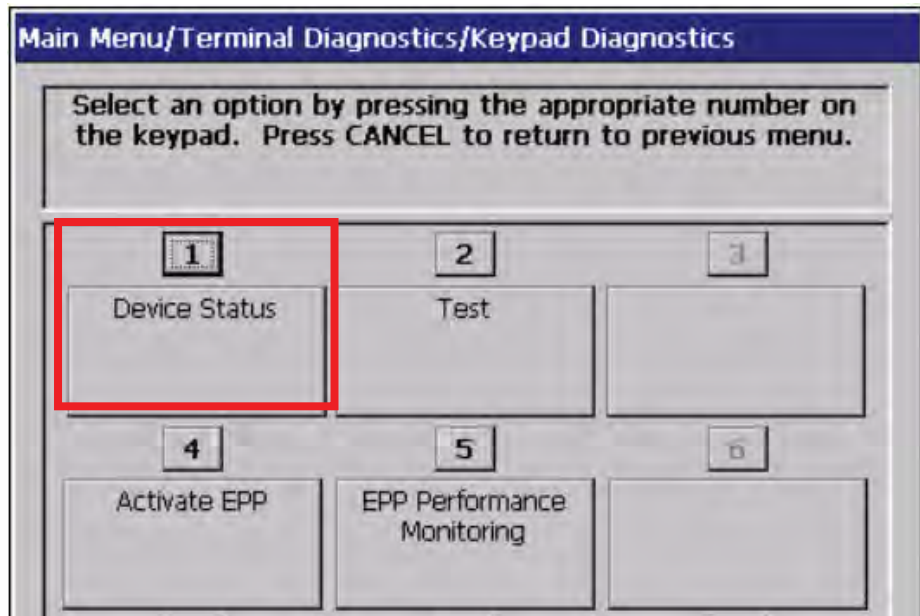 Main Menu/Terminal Diagnostics/Keypad Diagnostics
Select an option by pressing the appropriate number on
the keypad. Press CANCEL to return to previous menu.
1
2
3
Device Status
Test
4
5
6
Activate EPP
EPP Performance
Monitoring